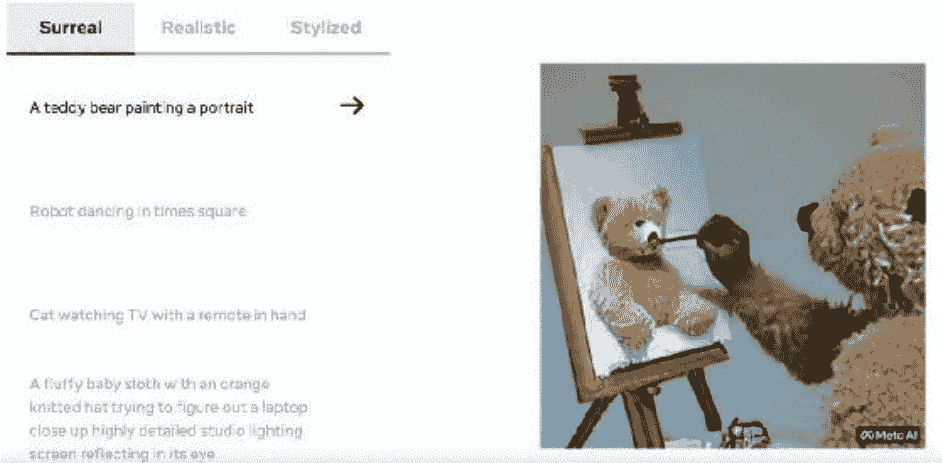 Surreal Realistic Stylized
A teddy bear painting a portrait
Robot dancing in times square
Cat watching TV with a remote in hand
A fluffy baby sloth with an orange
knitted hat trying to figure out a laptop
close up highly detailed studio lighting
screen reflecting in its eye
Meta AI